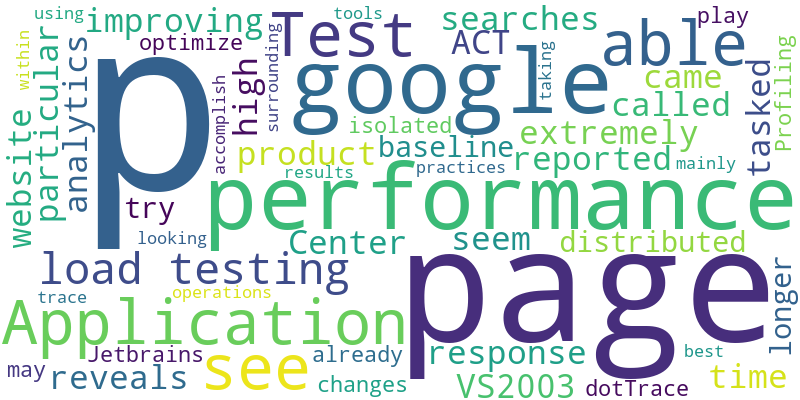 using
improving
tools
searches
play
optimize
Test
ACT
able
within
particular
analytics
p
high
surrounding
google
taking
came
tasked
Profiling
called
website
accomplish
isolated
extremely
product
baseline
reported
results
practices
mainly
try
performance
looking
Center
seem
distributed
load testing
page
longer
trace
operations
Application
Jetbrains
already
response
best
may
reveals
see
changes
VS2003
dotTrace
time